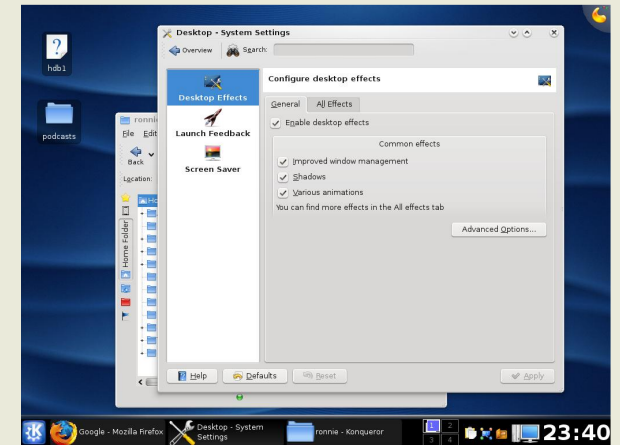 hdb1
podcasts
Desktop - System Settings
Overview
Search:
Desktop Effects
Launch Feedback
Screen Saver
Configure desktop effects
General
All Effects
Enable desktop effects
Common effects
Improved window management
Shadows
Various animations
You can find more effects in the All effects tab
Advanced Options...
Help
Defaults
Reset
Apply
ronnie
File Edit
Back
Location:
Home Folder
Google - Mozilla Firefox
Desktop - System
Settings
ronnie - Konqueror
1 2
3 4
23:40